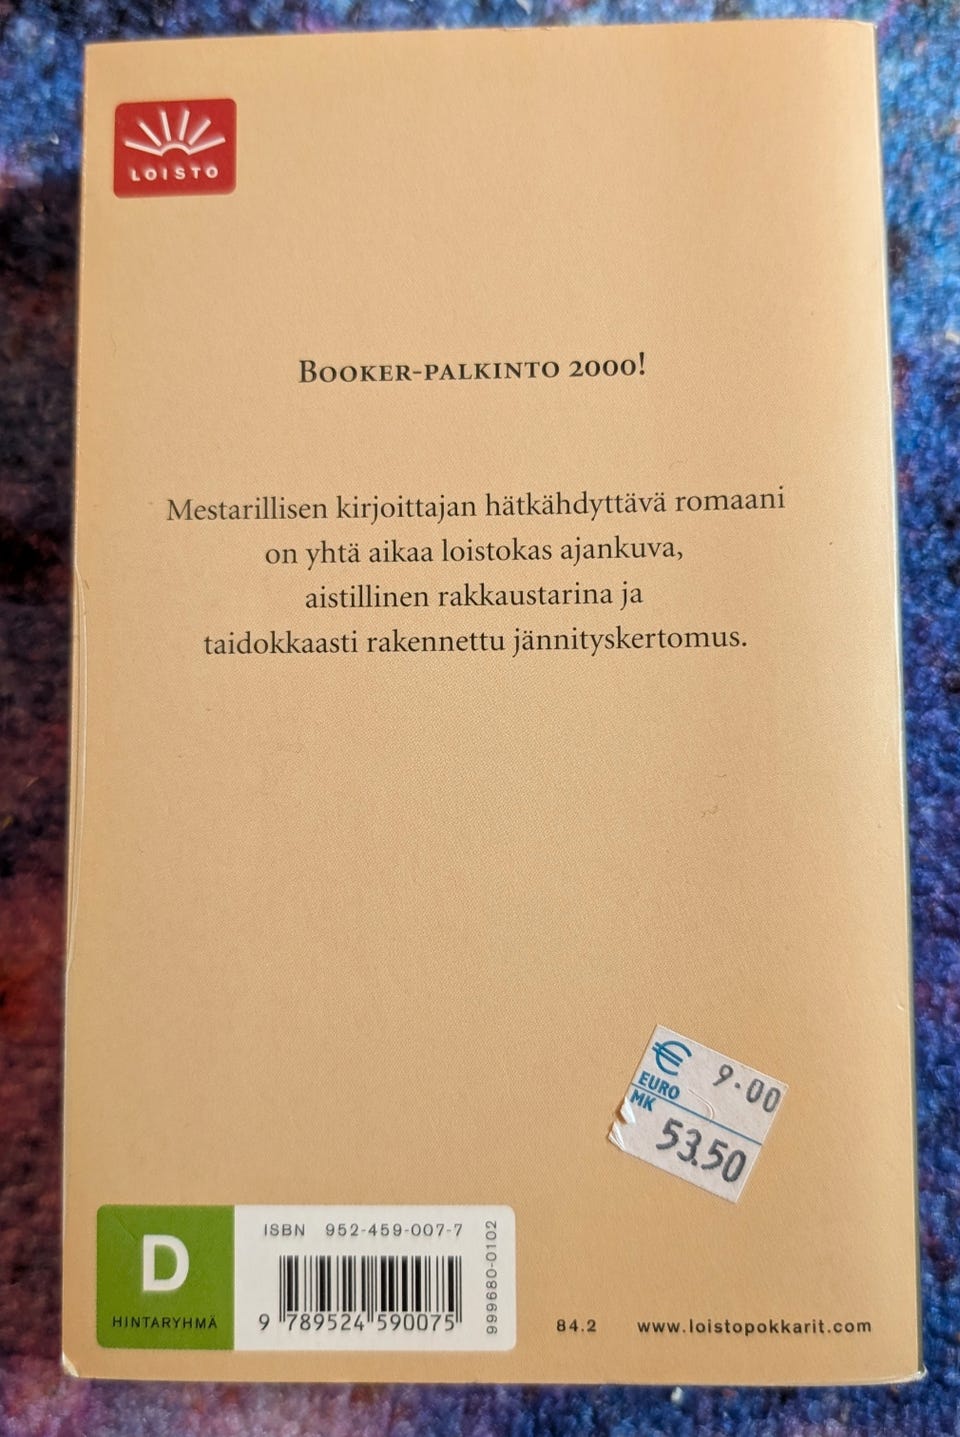 LOISTO
BOOKER-PALKINTO 2000!
Mestarillisen kirjoittajan hätkähdyttävä romaani
on yhtä aikaa loistokas ajankuva,
aistillinen rakkaustarina ja
taidokkaasti rakennettu jännityskertomus.
€ 9.00
EURO
MK
53.50
D
HINTARYHMÄ
ISBN 952-459-007-7
9 789524 590075
999680-0102
84.2
www.loistopokkarit.com